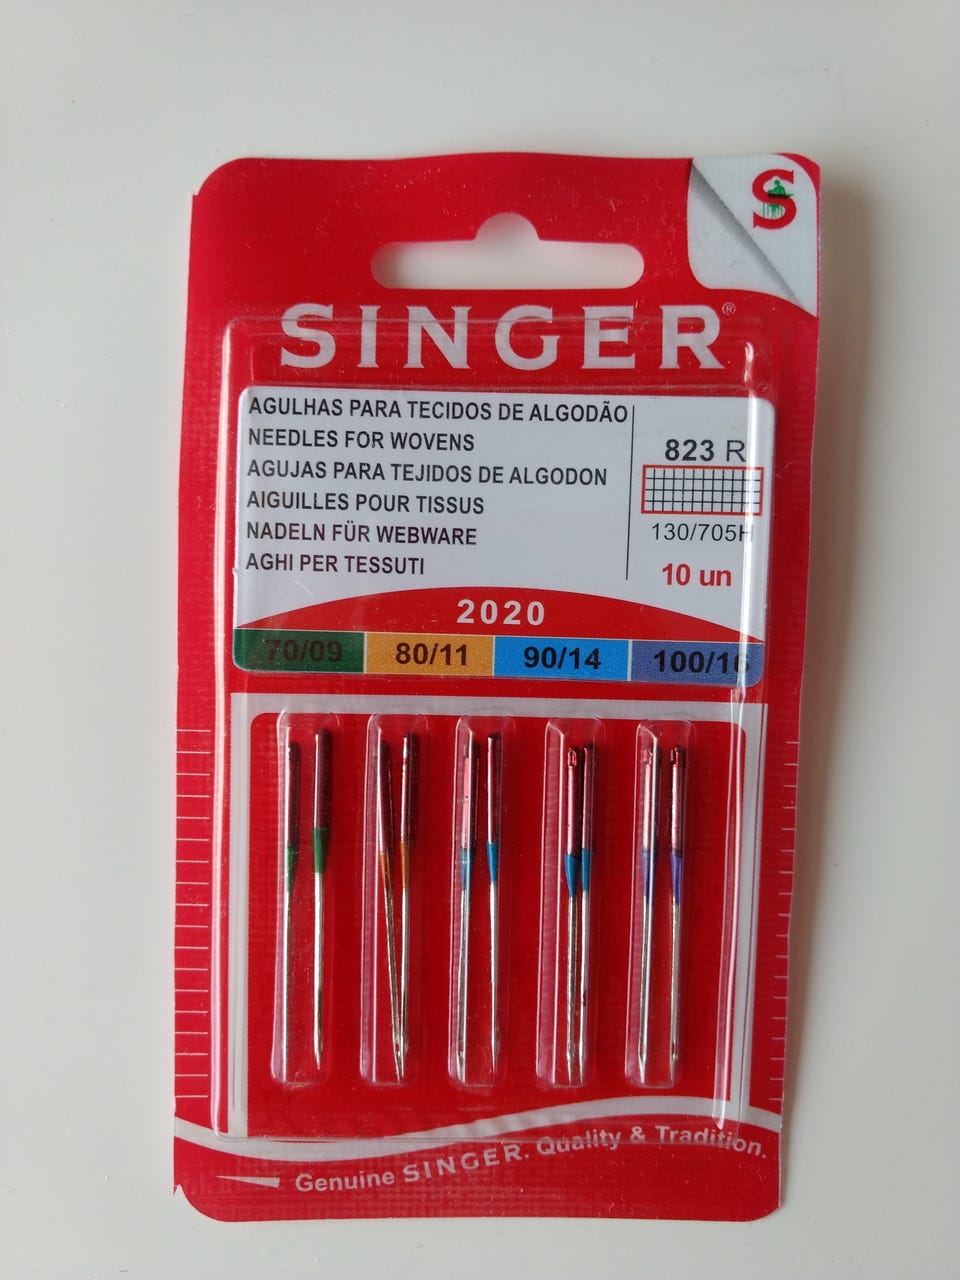 S
SINGER®
AGULHAS PARA TECIDOS DE ALGODÃO
NEEDLES FOR WOVENS
AGUJAS PARA TEJIDOS DE ALGODON
AIGUILLES POUR TISSUS
NADELN FÜR WEBWARE
AGHI PER TESSUTI
823 R
130/705H
10 un
2020
70/09 80/11 90/14 100/16
Genuine SINGER. Quality & Tradition.